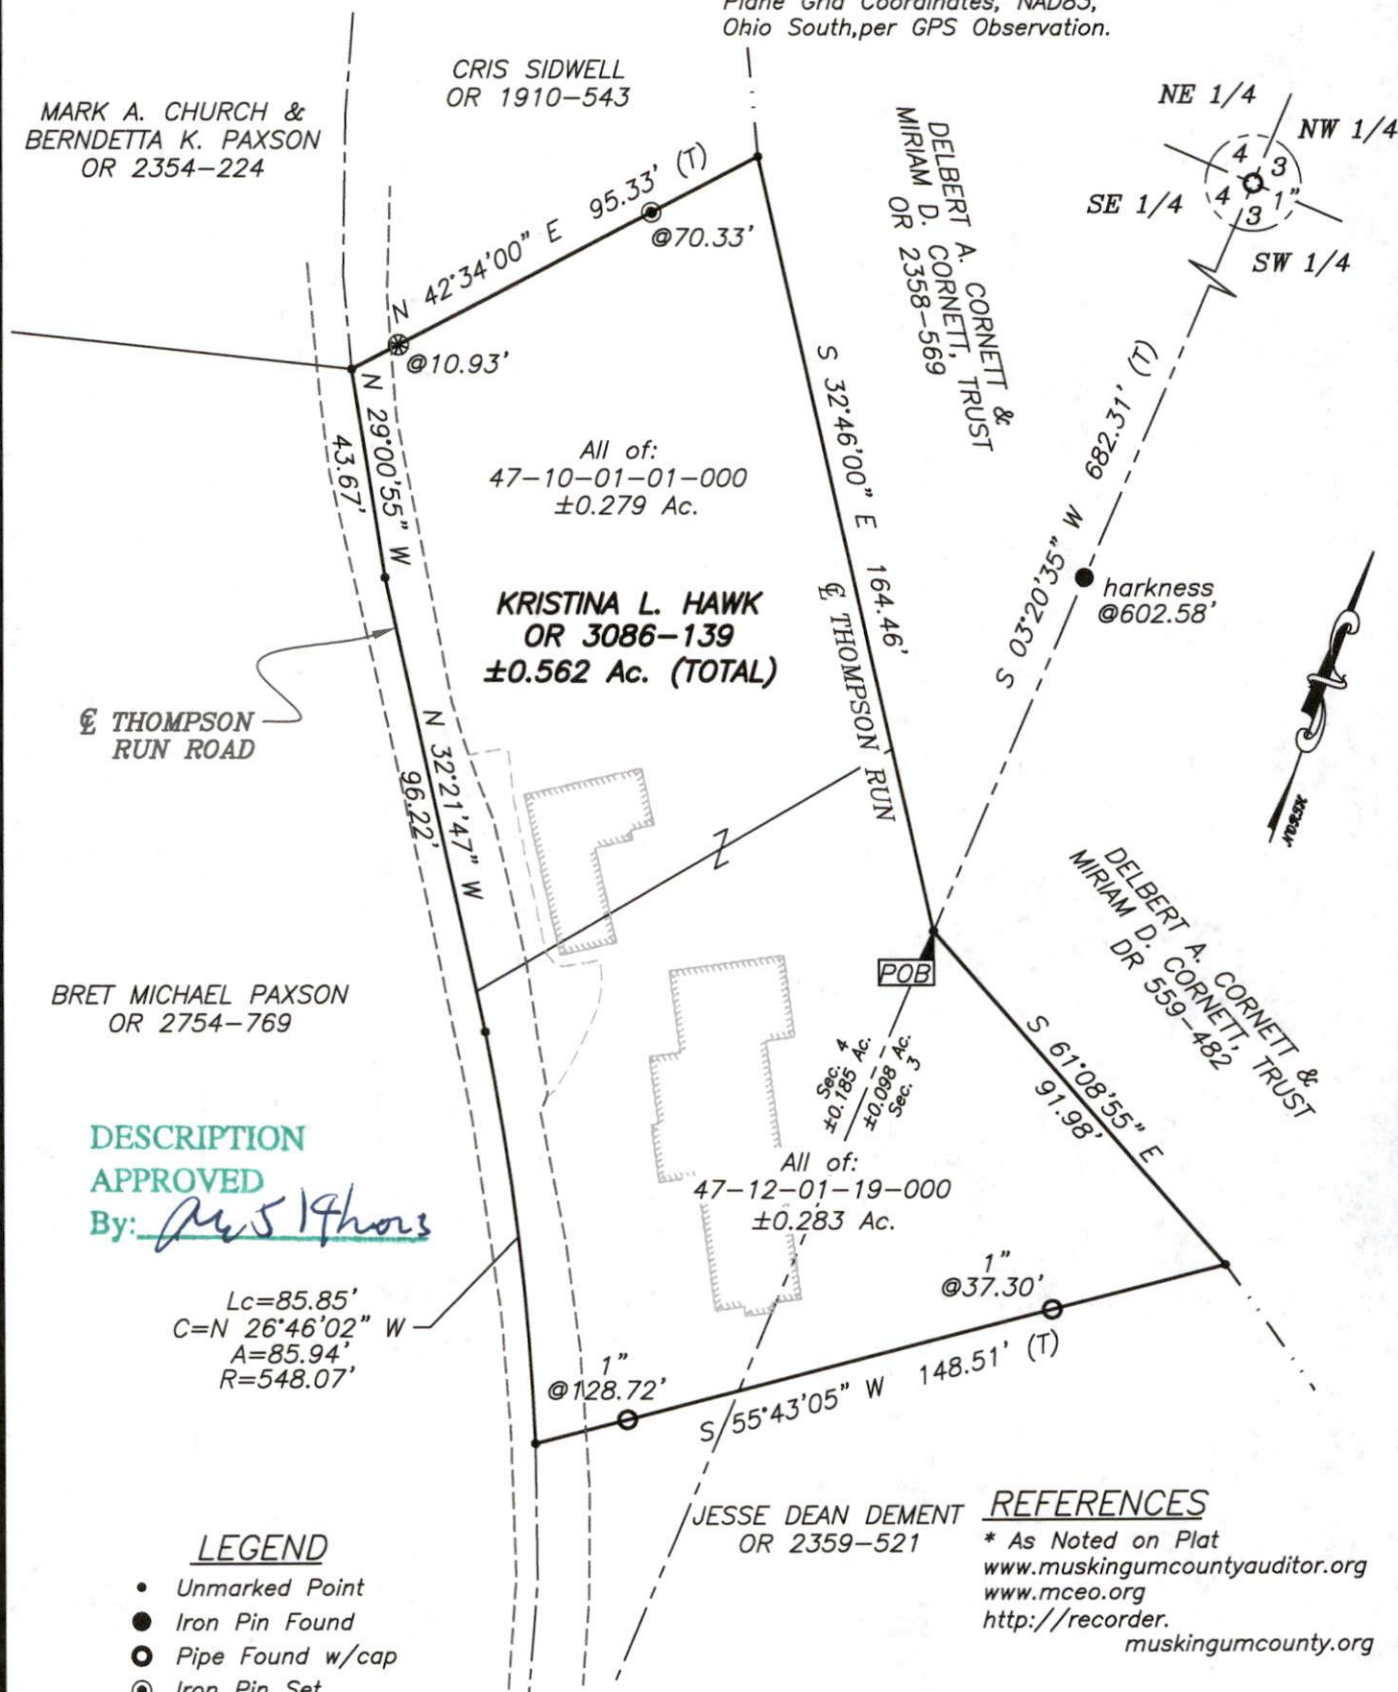 Plane Grid Coordinates, NAD83,
Ohio South,per GPS Observation.
CRIS SIDWELL
OR 1910-543
MARK A. CHURCH &
BERNDETTA K. PAXSON
OR 2354-224
NE 1/4
NW 1/4
4
3
4
1"
3
SE 1/4
SW 1/4
DELBERT A. CORNETT &
MIRIAM D. CORNETT, TRUST
OR 2358-569
N 42°34'00" E 95.33' (T)
@70.33'
@10.93'
N 29°00'55" W
43.67'
S 32°46'00" E 164.46'
S 03°20'35" W 682.31' (T)
All of:
47-10-01-01-000
±0.279 Ac.
KRISTINA L. HAWK
OR 3086-139
±0.562 Ac. (TOTAL)
℄ THOMPSON RUN
harkness
@602.58'
℄ THOMPSON
RUN ROAD
N 32°21'47" W
96.22'
Z
POB
DELBERT A. CORNETT &
MIRIAM D. CORNETT, TRUST
DR 559-482
BRET MICHAEL PAXSON
OR 2754-769
Sec. 4
±0.185 Ac.
±0.098 Ac.
Sec. 3
S 61°08'55" E
91.98'
DESCRIPTION
APPROVED
By:
All of:
47-12-01-19-000
±0.283 Ac.
Lc=85.85'
C=N 26°46'02" W
A=85.94'
R=548.07'
1"
@37.30'
1"
@128.72'
S 55°43'05" W 148.51' (T)
JESSE DEAN DEMENT
OR 2359-521
REFERENCES
* As Noted on Plat
www.muskingumcountyauditor.org
www.mceo.org
http://recorder.
muskingumcounty.org
LEGEND
Unmarked Point
Iron Pin Found
Pipe Found w/cap
Iron Pin Set